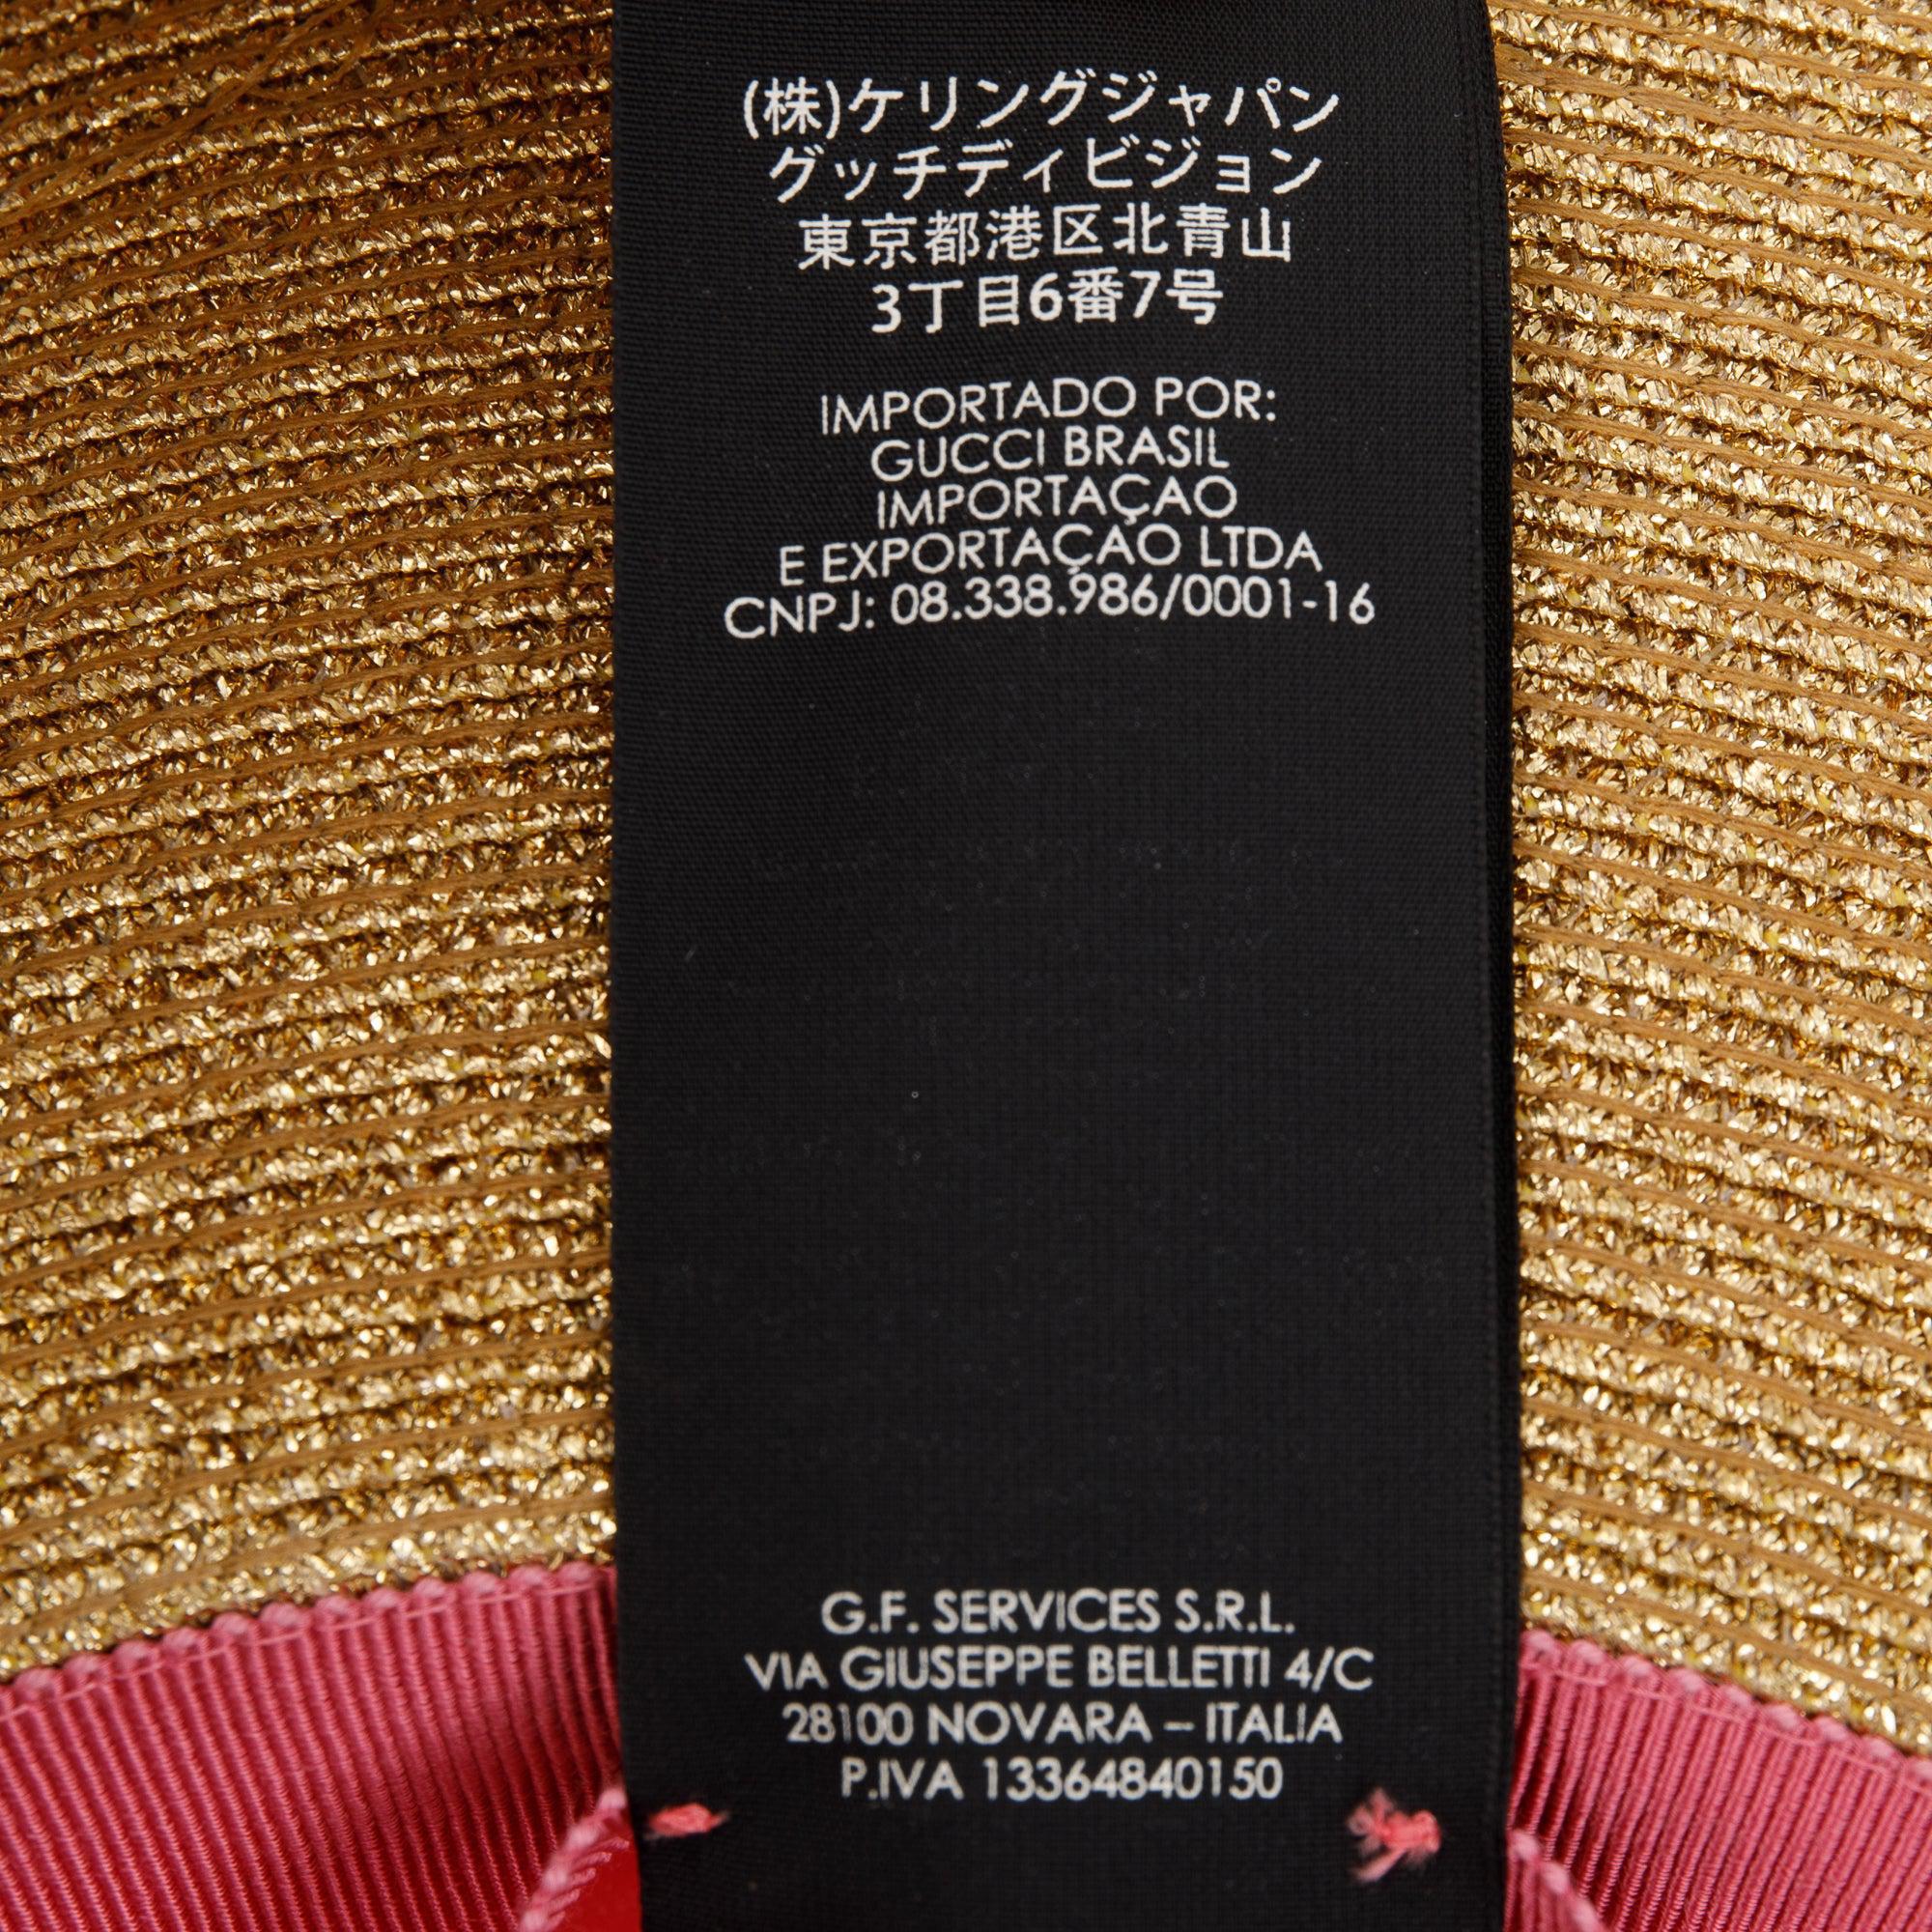 (株)ケリングジャパン
グッチディビジョン
東京都港区北青山
3丁目6番7号
IMPORTADO POR:
GUCCI BRASIL
IMPORTAÇAO
E EXPORTAÇAO LTDA
CNPJ: 08.338.986/0001-16
G.F. SERVICES S.R.L.
VIA GIUSEPPE BELLETTI 4/C
28100 NOVARA – ITALIA
P.IVA 13364840150